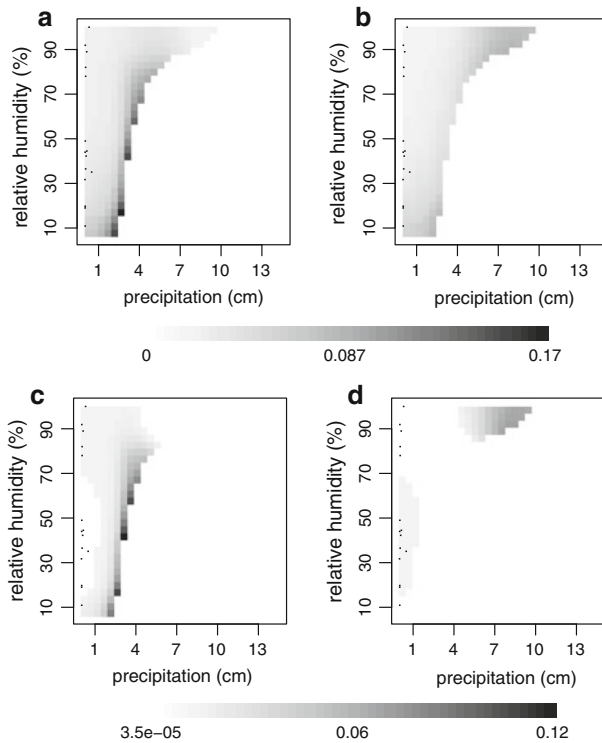 a
b
relative humidity (%)
90
70
50
30
10
1 4 7 10 13
precipitation (cm)
relative humidity (%)
90
70
50
30
10
1 4 7 10 13
precipitation (cm)
0 0.087 0.17
c
d
relative humidity (%)
90
70
50
30
10
1 4 7 10 13
precipitation (cm)
relative humidity (%)
90
70
50
30
10
1 4 7 10 13
precipitation (cm)
3.5e-05 0.06 0.12